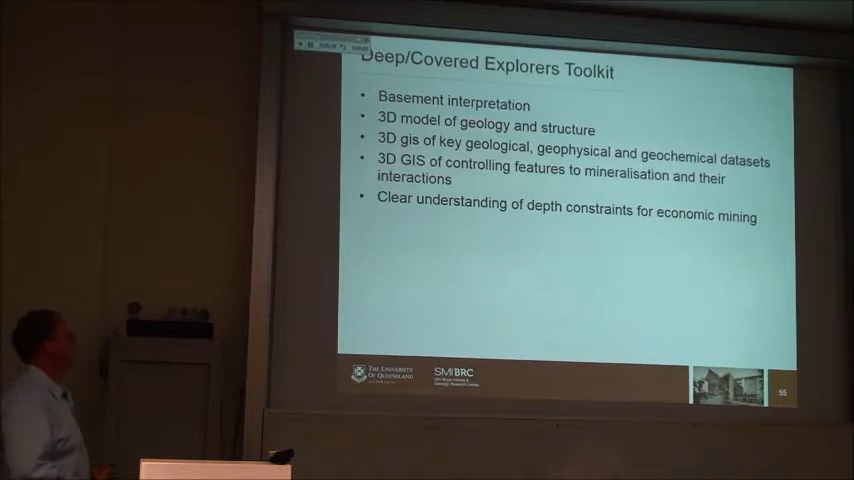 Deep/Covered Explorers Toolkit
• Basement interpretation
• 3D model of geology and structure
• 3D gis of key geological, geophysical and geochemical datasets
• 3D GIS of controlling features to mineralisation and their
interactions
• Clear understanding of depth constraints for economic mining
THE UNIVERSITY
OF QUEENSLAND
AUSTRALIA
SMIBRC
55